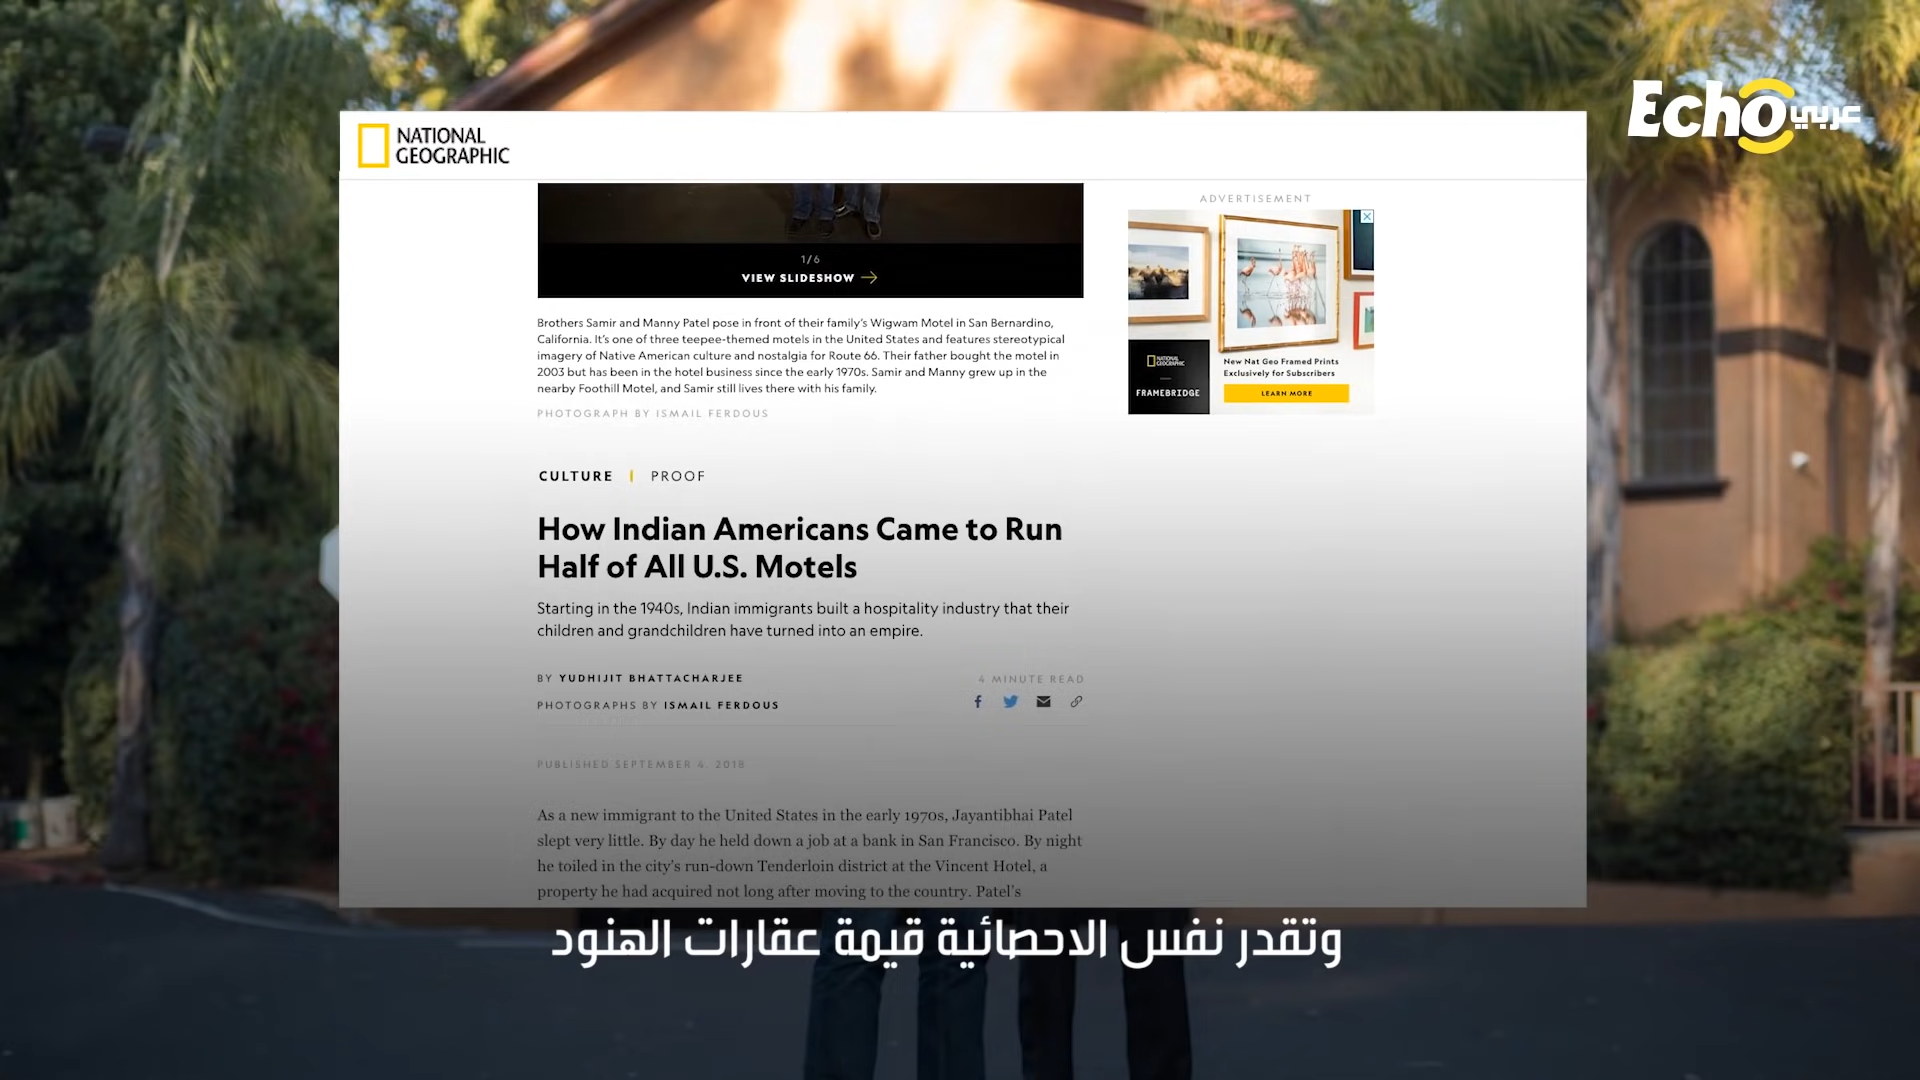 Echo عربي
NATIONAL
GEOGRAPHIC
1/6
VIEW SLIDESHOW
Brothers Samir and Manny Patel pose in front of their family's Wigwam Motel in San Bernardino,
California. It's one of three teepee-themed motels in the United States and features stereotypical
imagery of Native American culture and nostalgia for Route 66. Their father bought the motel in
2003 but has been in the hotel business since the early 1970s. Samir and Manny grew up in the
nearby Foothill Motel, and Samir still lives there with his family.
PHOTOGRAPH BY ISMAIL FERDOUS
ADVERTISEMENT
NATIONAL
GEOGRAPHIC
FRAMEBRIDGE
New Nat Geo Framed Prints
Exclusively for Subscribers
LEARN MORE
CULTURE | PROOF
How Indian Americans Came to Run
Half of All U.S. Motels
Starting in the 1940s, Indian immigrants built a hospitality industry that their
children and grandchildren have turned into an empire.
BY YUDHIJIT BHATTACHARJEE
4 MINUTE READ
PHOTOGRAPHS BY ISMAIL FERDOUS
PUBLISHED SEPTEMBER 4, 2018
As a new immigrant to the United States in the early 1970s, Jayantibhai Patel
slept very little. By day he held down a job at a bank in San Francisco. By night
he toiled in the city's run-down Tenderloin district at the Vincent Hotel, a
property he had acquired not long after moving to the country. Patel's
وتقدر نفس الاحصائية قيمة عقارات الهنود